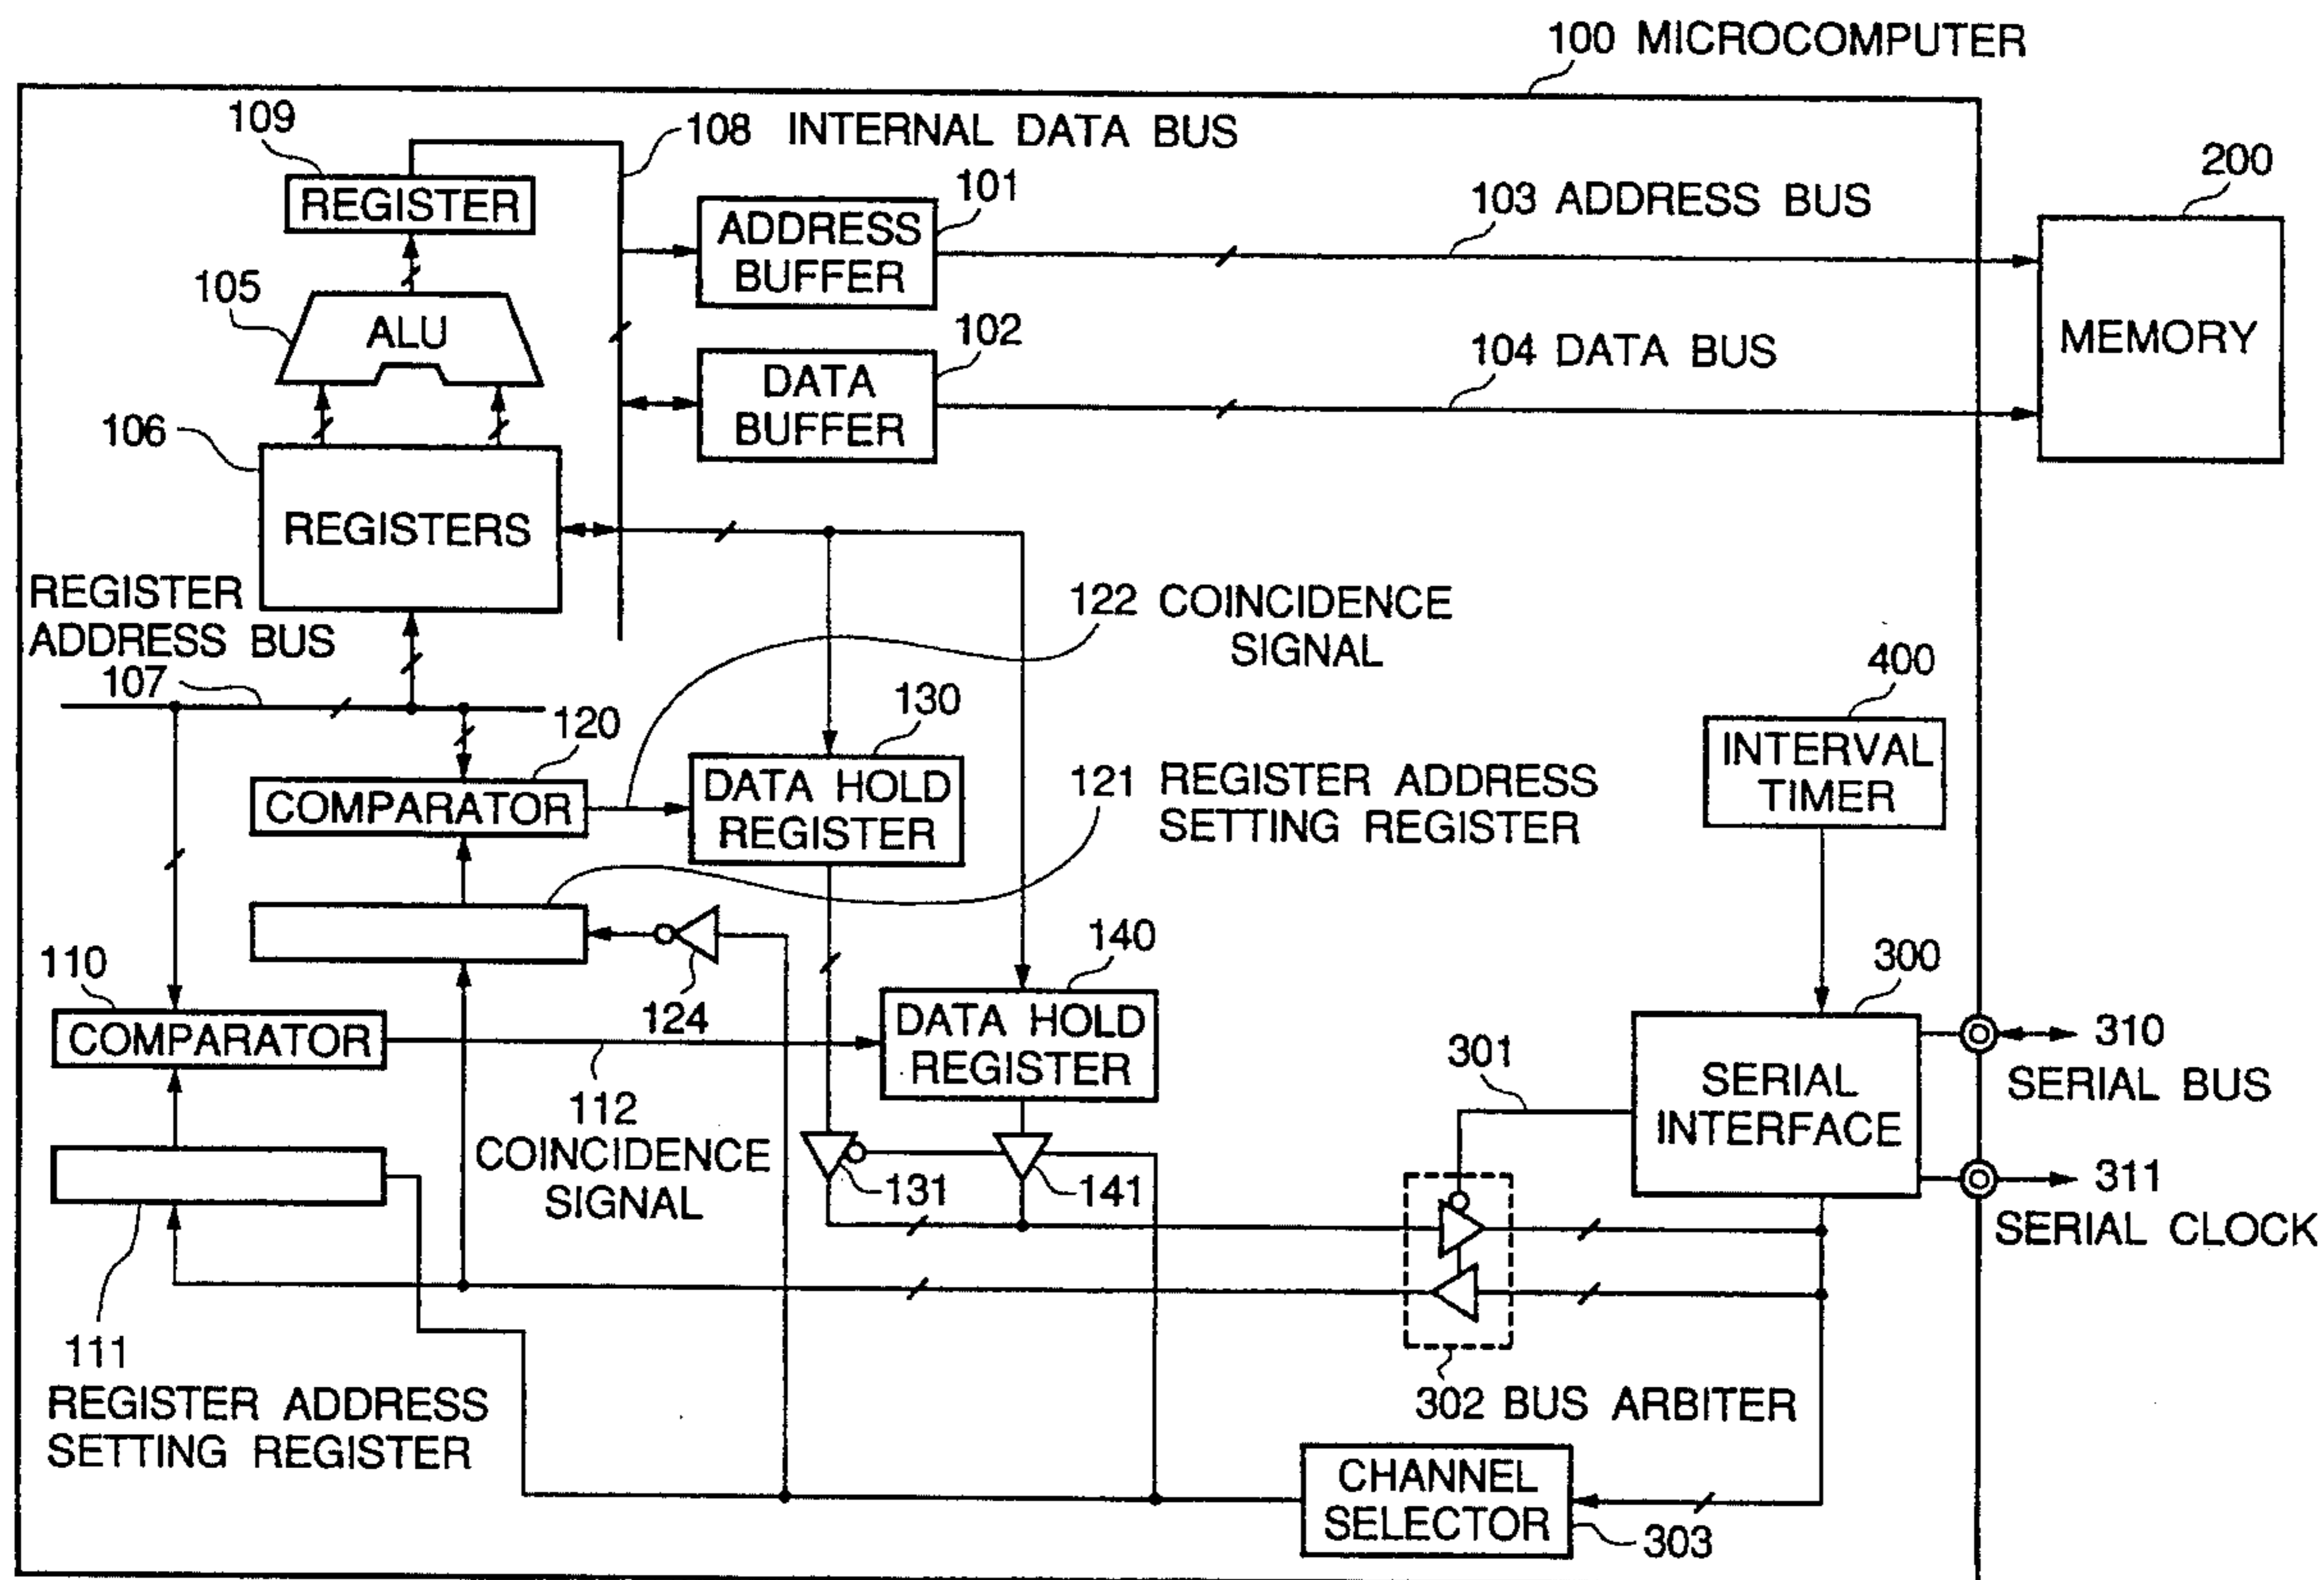 100 MICROCOMPUTER
109
108 INTERNAL DATA BUS
REGISTER
101
ADDRESS
BUFFER
103 ADDRESS BUS
200
105
ALU
102
DATA
BUFFER
104 DATA BUS
MEMORY
106
REGISTERS
REGISTER
ADDRESS BUS
107
122 COINCIDENCE
SIGNAL
120
COMPARATOR
130
DATA HOLD
REGISTER
121 REGISTER ADDRESS
SETTING REGISTER
400
INTERVAL
TIMER
110
COMPARATOR
124
140
DATA HOLD
REGISTER
300
SERIAL
INTERFACE
301
310
SERIAL BUS
112
COINCIDENCE
SIGNAL
131
141
311
SERIAL CLOCK
111
REGISTER ADDRESS
SETTING REGISTER
302 BUS ARBITER
CHANNEL
SELECTOR
303